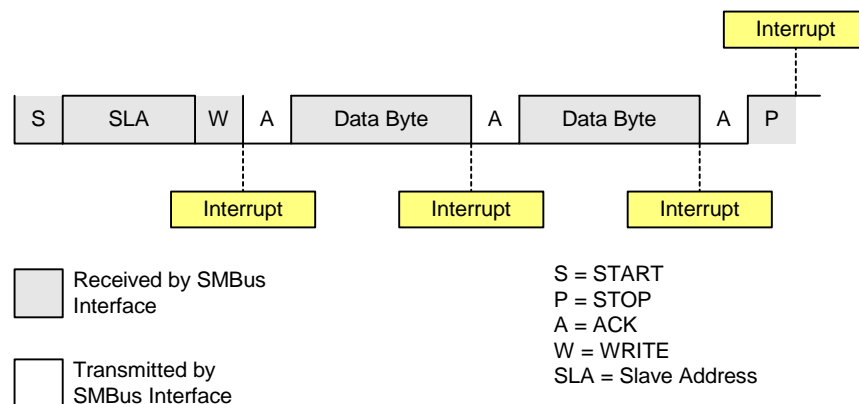 Interrupt
S SLA W A Data Byte A Data Byte A P
Interrupt Interrupt Interrupt
Received by SMBus
Interface
Transmitted by
SMBus Interface
S = START
P = STOP
A = ACK
W = WRITE
SLA = Slave Address